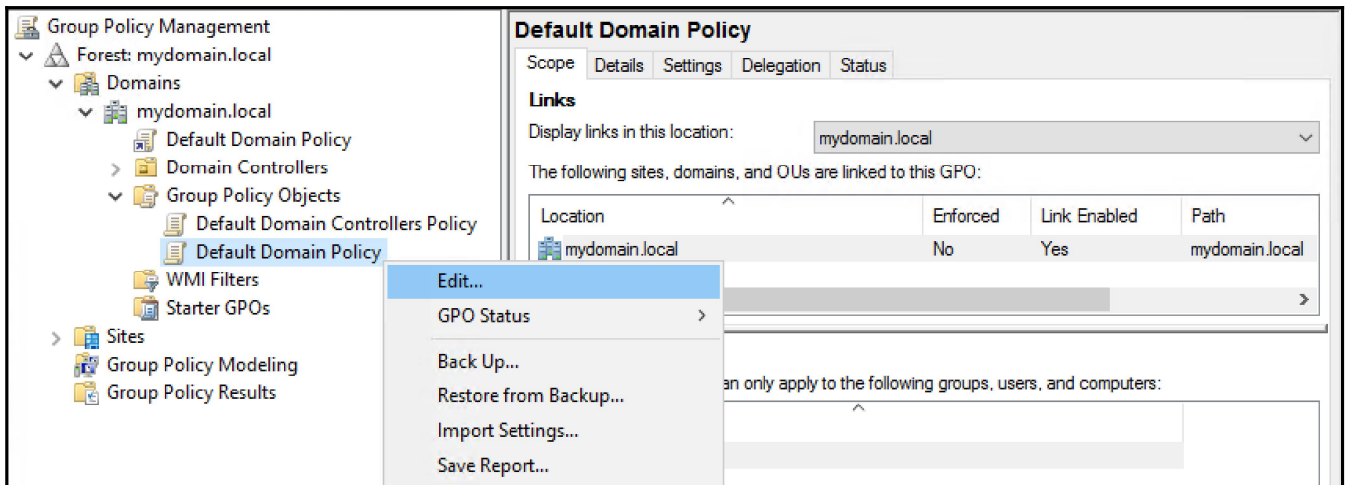 Group Policy Management
Forest: mydomain.local
Domains
mydomain.local
Default Domain Policy
Domain Controllers
Group Policy Objects
Default Domain Controllers Policy
Default Domain Policy
WMI Filters
Starter GPOs
Sites
Group Policy Modeling
Group Policy Results
Edit...
GPO Status
Back Up...
Restore from Backup...
Import Settings...
Save Report...
Default Domain Policy
Scope Details Settings Delegation Status
Links
Display links in this location: mydomain.local
The following sites, domains, and OUs are linked to this GPO:
Location Enforced Link Enabled Path
mydomain.local No Yes mydomain.local
an only apply to the following groups, users, and computers: